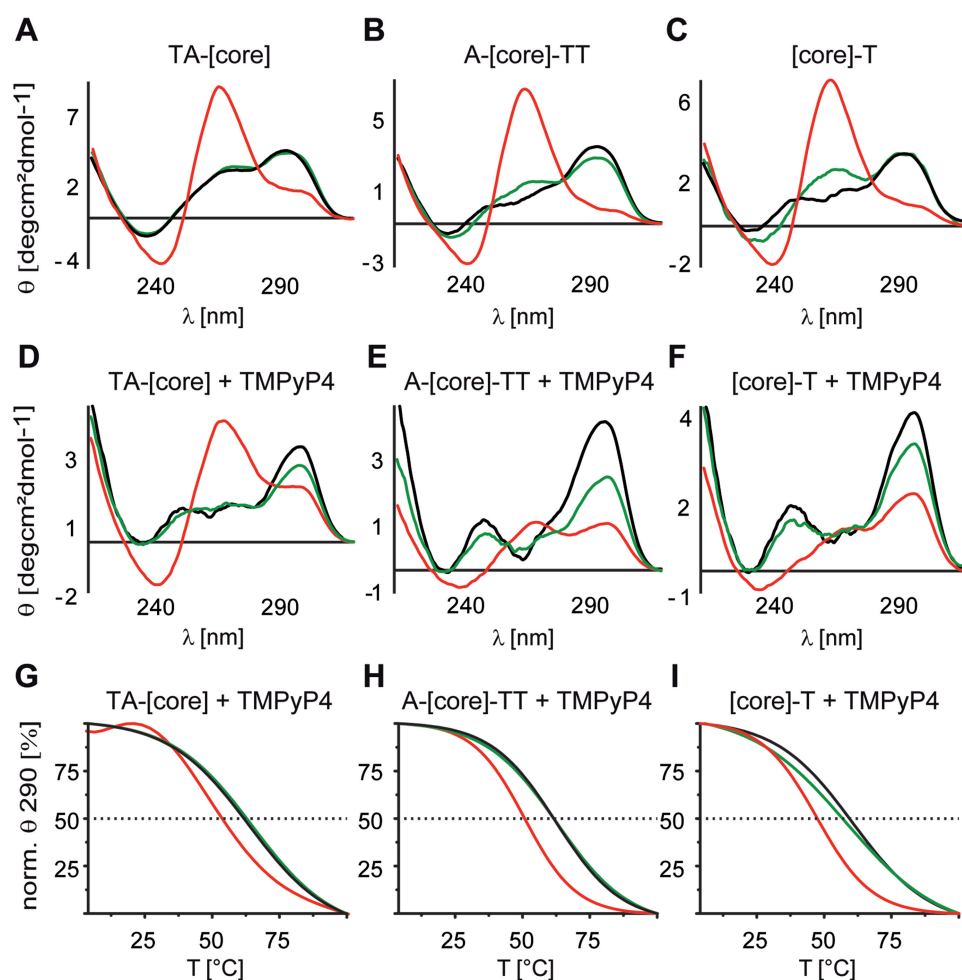 A
B
C
TA-[core]
A-[core]-TT
[core]-T
θ [degcm²dmol-1]
7
2
-4
5
1
-3
6
2
-2
240 290
240 290
240 290
λ [nm]
λ [nm]
λ [nm]
D
E
F
TA-[core] + TMPyP4
A-[core]-TT + TMPyP4
[core]-T + TMPyP4
θ [degcm²dmol-1]
3
1
-2
3
1
-1
4
2
-1
240 290
240 290
240 290
λ [nm]
λ [nm]
λ [nm]
G
H
I
TA-[core] + TMPyP4
A-[core]-TT + TMPyP4
[core]-T + TMPyP4
norm. θ 290 [%]
75
50
25
75
50
25
75
50
25
25 75
25 75
25 75
T [°C]
T [°C]
T [°C]